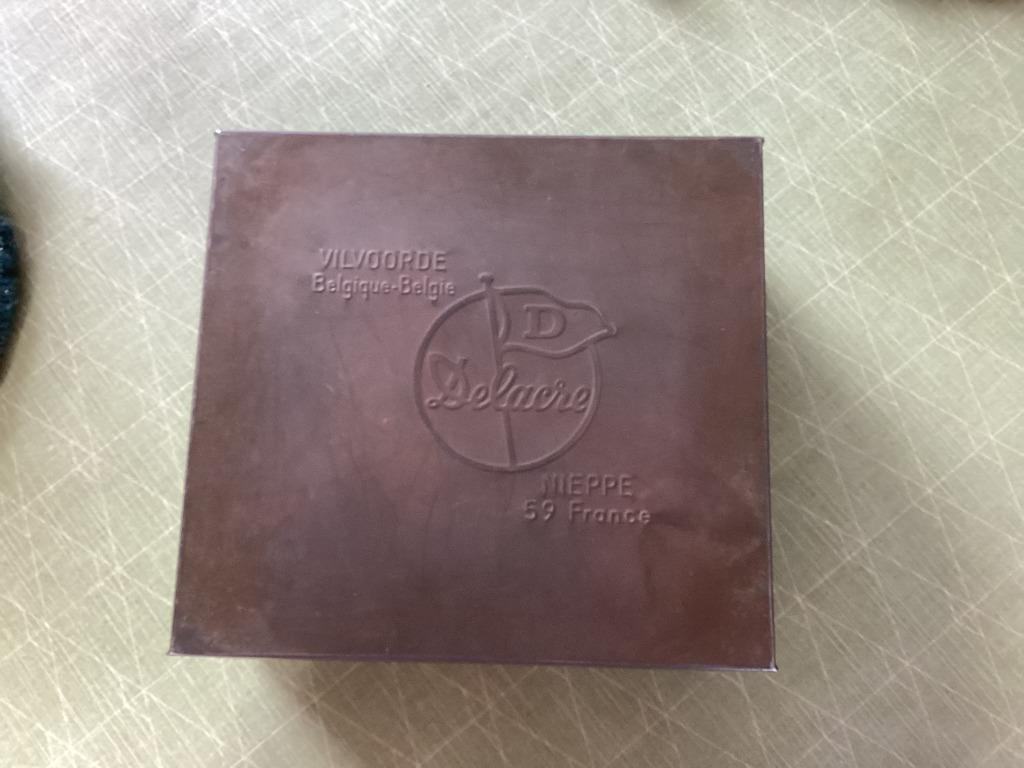 VILVOORDE
Belgique-Belgie
D
Delacre
NIEPPE
59 France